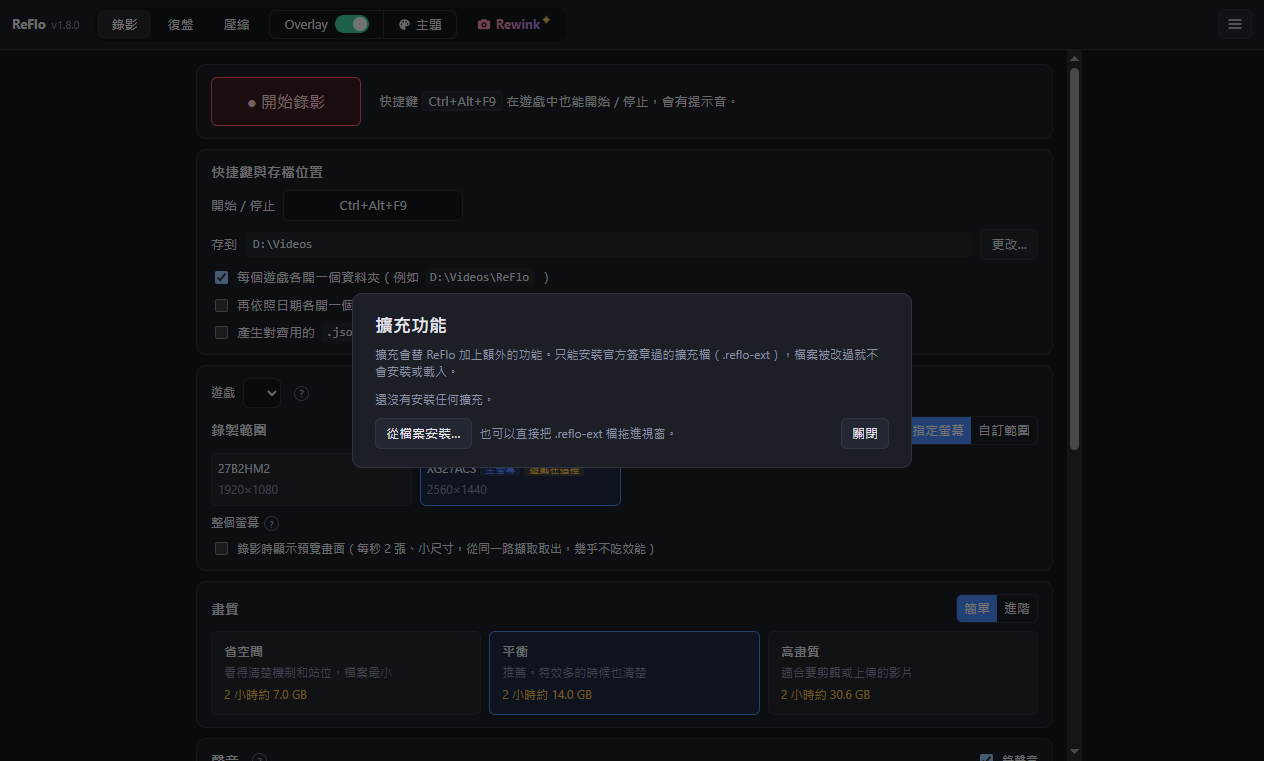 ReFlo v1.8.0
錄影
復盤
壓縮
Overlay
主題
Rewink
● 開始錄影
快捷鍵 Ctrl+Alt+F9 在遊戲中也能開始 / 停止，會有提示音。
快捷鍵與存檔位置
開始 / 停止 Ctrl+Alt+F9
存到 D:\Videos 更改...
每個遊戲各開一個資料夾 ( 例如 D:\Videos\ReFlo )
再依照日期各開一個
產生對齊用的 .jso
擴充功能
擴充會替 ReFlo 加上額外的功能。只能安裝官方簽章過的擴充檔 ( .reflo-ext )，檔案被改過就不
會安裝或載入。
還沒有安裝任何擴充。
從檔案安裝... 也可以直接把 .reflo-ext 檔拖進視窗。 關閉
遊戲 ?
錄製範圍 指定螢幕 自訂範圍
27B2HM2
1920×1080
XG27ACS 主螢幕 遊戲在這裡
2560×1440
整個螢幕 ?
錄影時顯示預覽畫面 ( 每秒 2 張、小尺寸，從同一路擷取取出，幾乎不吃效能 )
畫質 簡單 進階
省空間
看得清楚機制和站位，檔案最小
2 小時約 7.0 GB
平衡
推薦。特效多的時候也清楚
2 小時約 14.0 GB
高畫質
適合要剪輯或上傳的影片
2 小時約 30.6 GB
聲音 ? 錄聲音